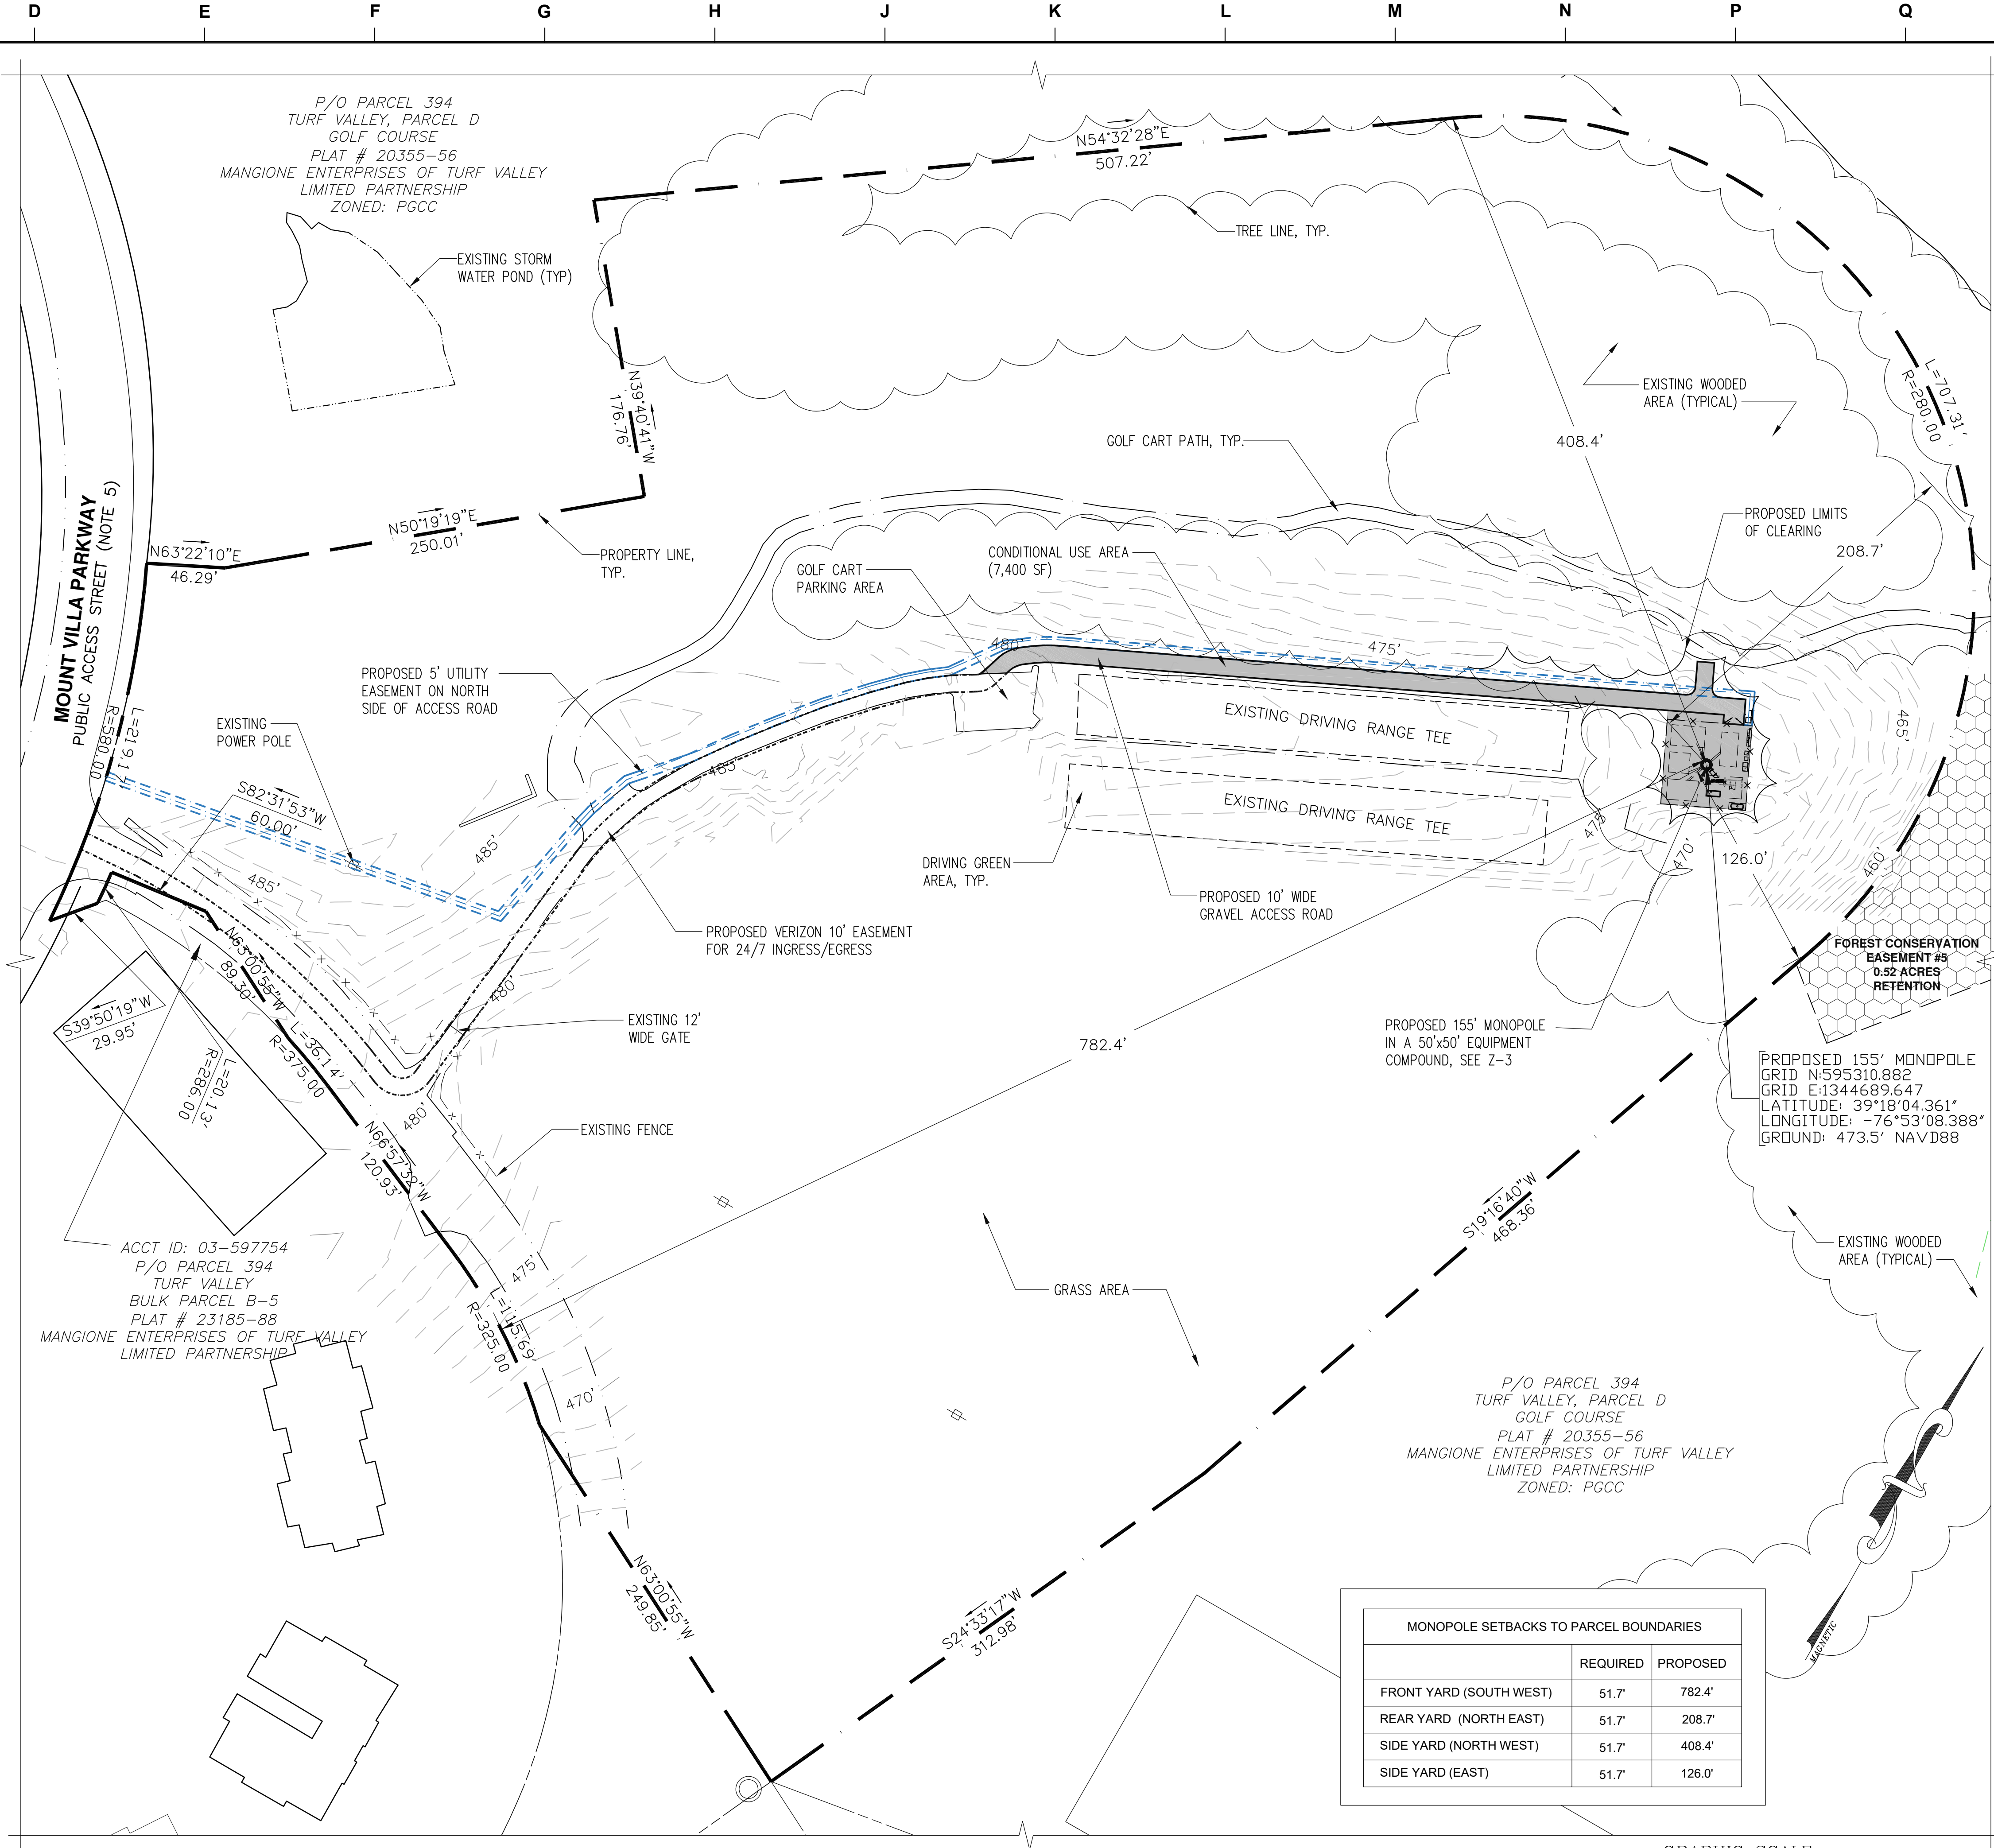 D E F G H J K L M N P Q
P/O PARCEL 394
TURF VALLEY, PARCEL D
GOLF COURSE
PLAT # 20355-56
MANGIONE ENTERPRISES OF TURF VALLEY
LIMITED PARTNERSHIP
ZONED: PGCC
N54°32'28"E
507.22'
TREE LINE, TYP.
EXISTING STORM
WATER POND (TYP)
N39°40'41"W
176.76'
EXISTING WOODED
AREA (TYPICAL)
L=707.31'
R=280.00
408.4'
GOLF CART PATH, TYP.
MOUNT VILLA PARKWAY
PUBLIC ACCESS STREET (NOTE 5)
N50°19'19"E
250.01'
N63°22'10"E
46.29'
PROPERTY LINE,
TYP.
GOLF CART
PARKING AREA
CONDITIONAL USE AREA
(7,400 SF)
PROPOSED LIMITS
OF CLEARING
208.7'
480'
475'
PROPOSED 5' UTILITY
EASEMENT ON NORTH
SIDE OF ACCESS ROAD
L=219.1
R=580.00
EXISTING
POWER POLE
EXISTING DRIVING RANGE TEE
465'
485'
S82°31'53"W
60.00'
EXISTING DRIVING RANGE TEE
475'
470'
126.0'
460'
485'
485'
DRIVING GREEN
AREA, TYP.
PROPOSED 10' WIDE
GRAVEL ACCESS ROAD
PROPOSED VERIZON 10' EASEMENT
FOR 24/7 INGRESS/EGRESS
FOREST CONSERVATION
EASEMENT #5
0.52 ACRES
RETENTION
N63°00'55"W
89.30'
480'
S39°50'19"W
29.95'
EXISTING 12'
WIDE GATE
782.4'
PROPOSED 155' MONOPOLE
IN A 50'x50' EQUIPMENT
COMPOUND, SEE Z-3
L=36.14'
R=375.00
L=20.13'
R=286.00
PROPOSED 155' MONOPOLE
GRID N:595310.882
GRID E:1344689.647
LATITUDE: 39°18'04.361"
LONGITUDE: -76°53'08.388"
GROUND: 473.5' NAVD88
480'
EXISTING FENCE
N66°57'32"W
120.93'
S19°16'40"W
468.36'
ACCT ID: 03-597754
P/O PARCEL 394
TURF VALLEY
BULK PARCEL B-5
PLAT # 23185-88
MANGIONE ENTERPRISES OF TURF VALLEY
LIMITED PARTNERSHIP
475'
GRASS AREA
EXISTING WOODED
AREA (TYPICAL)
L=115.69'
R=325.00
470'
P/O PARCEL 394
TURF VALLEY, PARCEL D
GOLF COURSE
PLAT # 20355-56
MANGIONE ENTERPRISES OF TURF VALLEY
LIMITED PARTNERSHIP
ZONED: PGCC
N63°00'55"W
249.85'
S24°33'17"W
312.98'
MAGNETIC
MONOPOLE SETBACKS TO PARCEL BOUNDARIES
REQUIRED PROPOSED
FRONT YARD (SOUTH WEST) 51.7' 782.4'
REAR YARD (NORTH EAST) 51.7' 208.7'
SIDE YARD (NORTH WEST) 51.7' 408.4'
SIDE YARD (EAST) 51.7' 126.0'